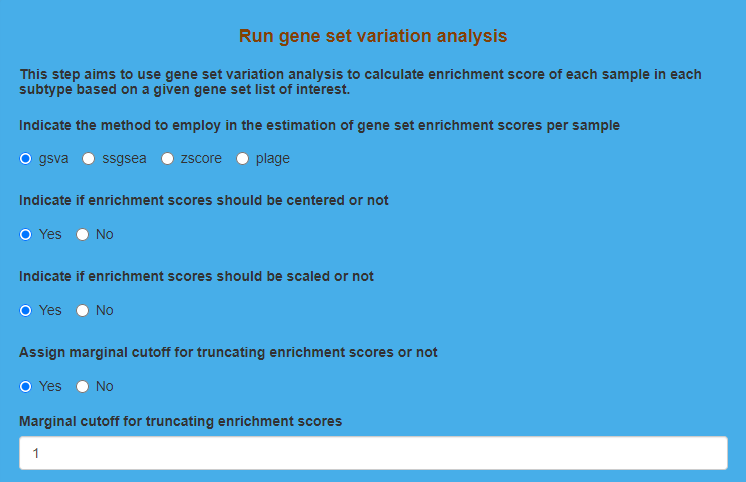 Run gene set variation analysis
This step aims to use gene set variation analysis to calculate enrichment score of each sample in each
subtype based on a given gene set list of interest.
Indicate the method to employ in the estimation of gene set enrichment scores per sample
gsva ssgsea zscore plage
Indicate if enrichment scores should be centered or not
Yes No
Indicate if enrichment scores should be scaled or not
Yes No
Assign marginal cutoff for truncating enrichment scores or not
Yes No
Marginal cutoff for truncating enrichment scores
1